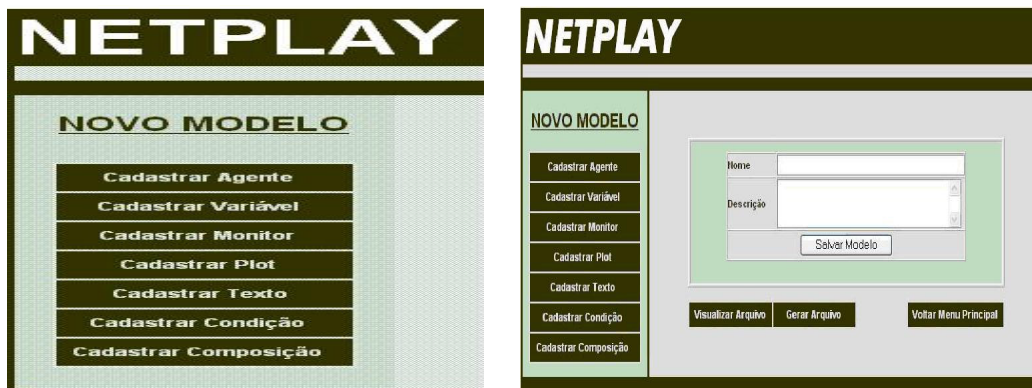 NETPLAY
NOVO MODELO
Cadastrar Agente
Cadastrar Variável
Cadastrar Monitor
Cadastrar Plot
Cadastrar Texto
Cadastrar Condição
Cadastrar Composição
NETPLAY
NOVO MODELO
Cadastrar Agente
Cadastrar Variável
Cadastrar Monitor
Cadastrar Plot
Cadastrar Texto
Cadastrar Condição
Cadastrar Composição
Nome
Descrição
Salvar Modelo
Visualizar Arquivo Gerar Arquivo Voltar Menu Principal